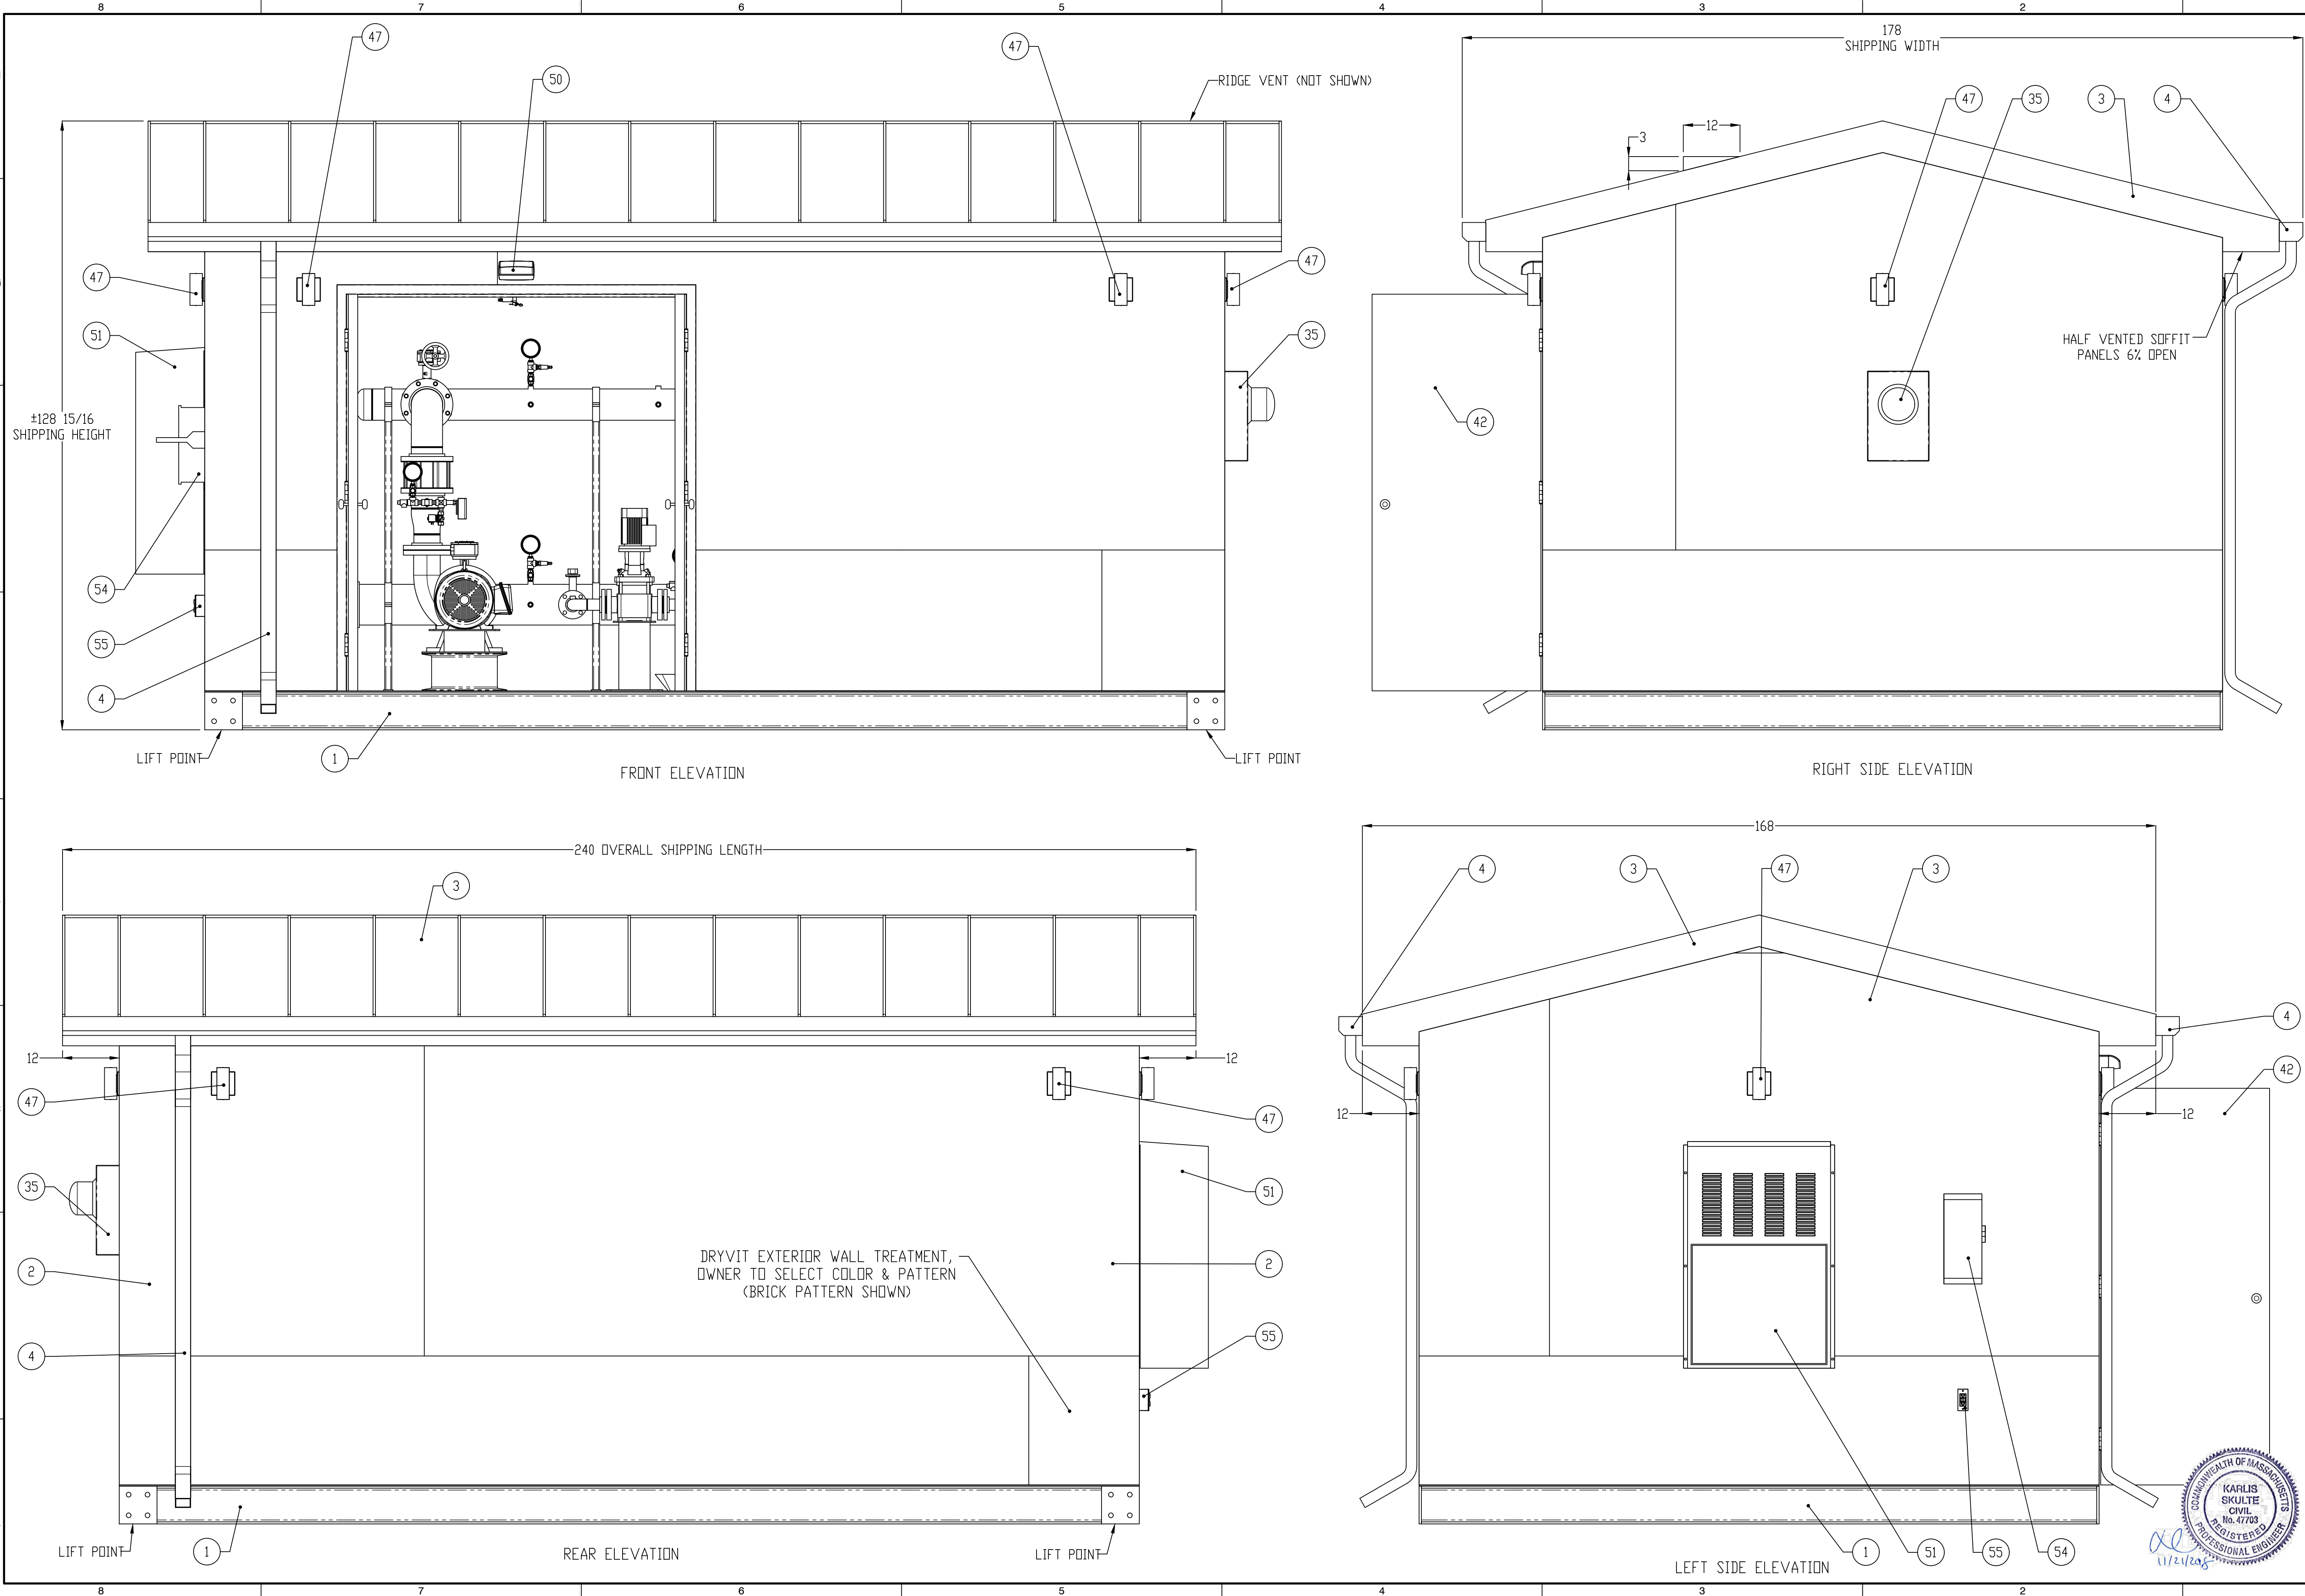 8 7 6 5 4 3 2
47
50
47
RIDGE VENT (NOT SHOWN)
47
51
±128 15/16
SHIPPING HEIGHT
54
55
4
LIFT POINT
1
FRONT ELEVATION
LIFT POINT
47
35
178
SHIPPING WIDTH
47
35
3
4
3
12
HALF VENTED SOFFIT
PANELS 6% OPEN
42
RIGHT SIDE ELEVATION
240 OVERALL SHIPPING LENGTH
3
12
12
47
47
35
51
2
DRYVIT EXTERIOR WALL TREATMENT,
OWNER TO SELECT COLOR & PATTERN
(BRICK PATTERN SHOWN)
2
4
55
LIFT POINT
1
REAR ELEVATION
LIFT POINT
168
4
3
47
3
4
42
12
12
1
51
55
54
LEFT SIDE ELEVATION
COMMONWEALTH OF MASSACHUSETTS
KARLIS
SKULTE
CIVIL
No. 47703
REGISTERED
PROFESSIONAL ENGINEER
8 7 6 5 4 3 2